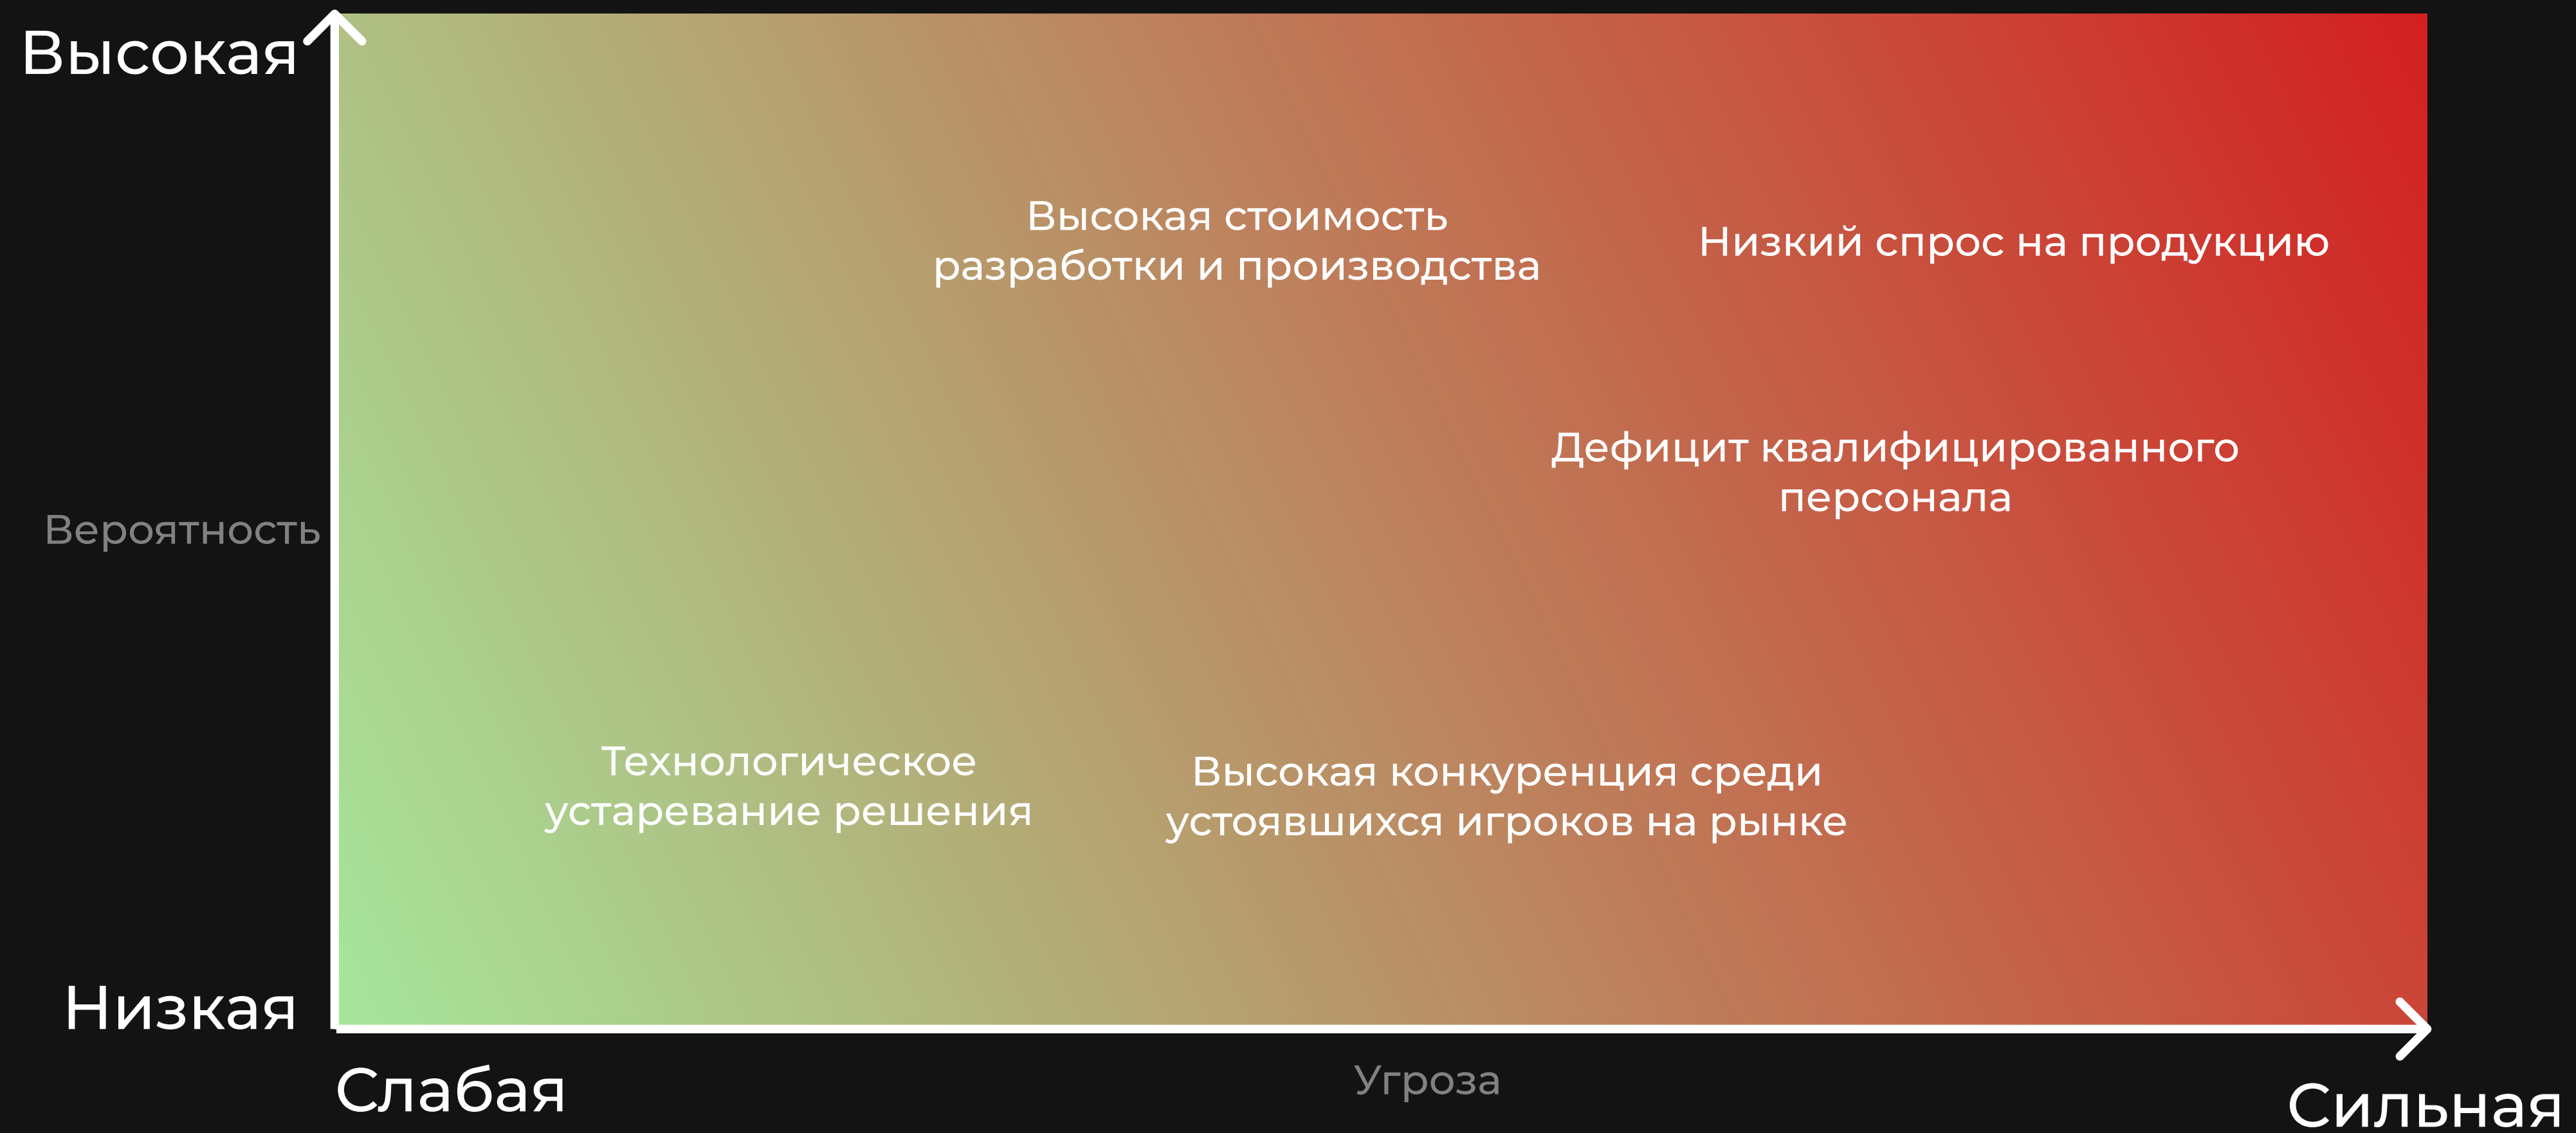 Высокая
Высокая стоимость
разработки и производства
Низкий спрос на продукцию
Дефицит квалифицированного
персонала
Вероятность
Технологическое
устаревание решения
Высокая конкуренция среди
устоявшихся игроков на рынке
Низкая
Слабая
Угроза
Сильная